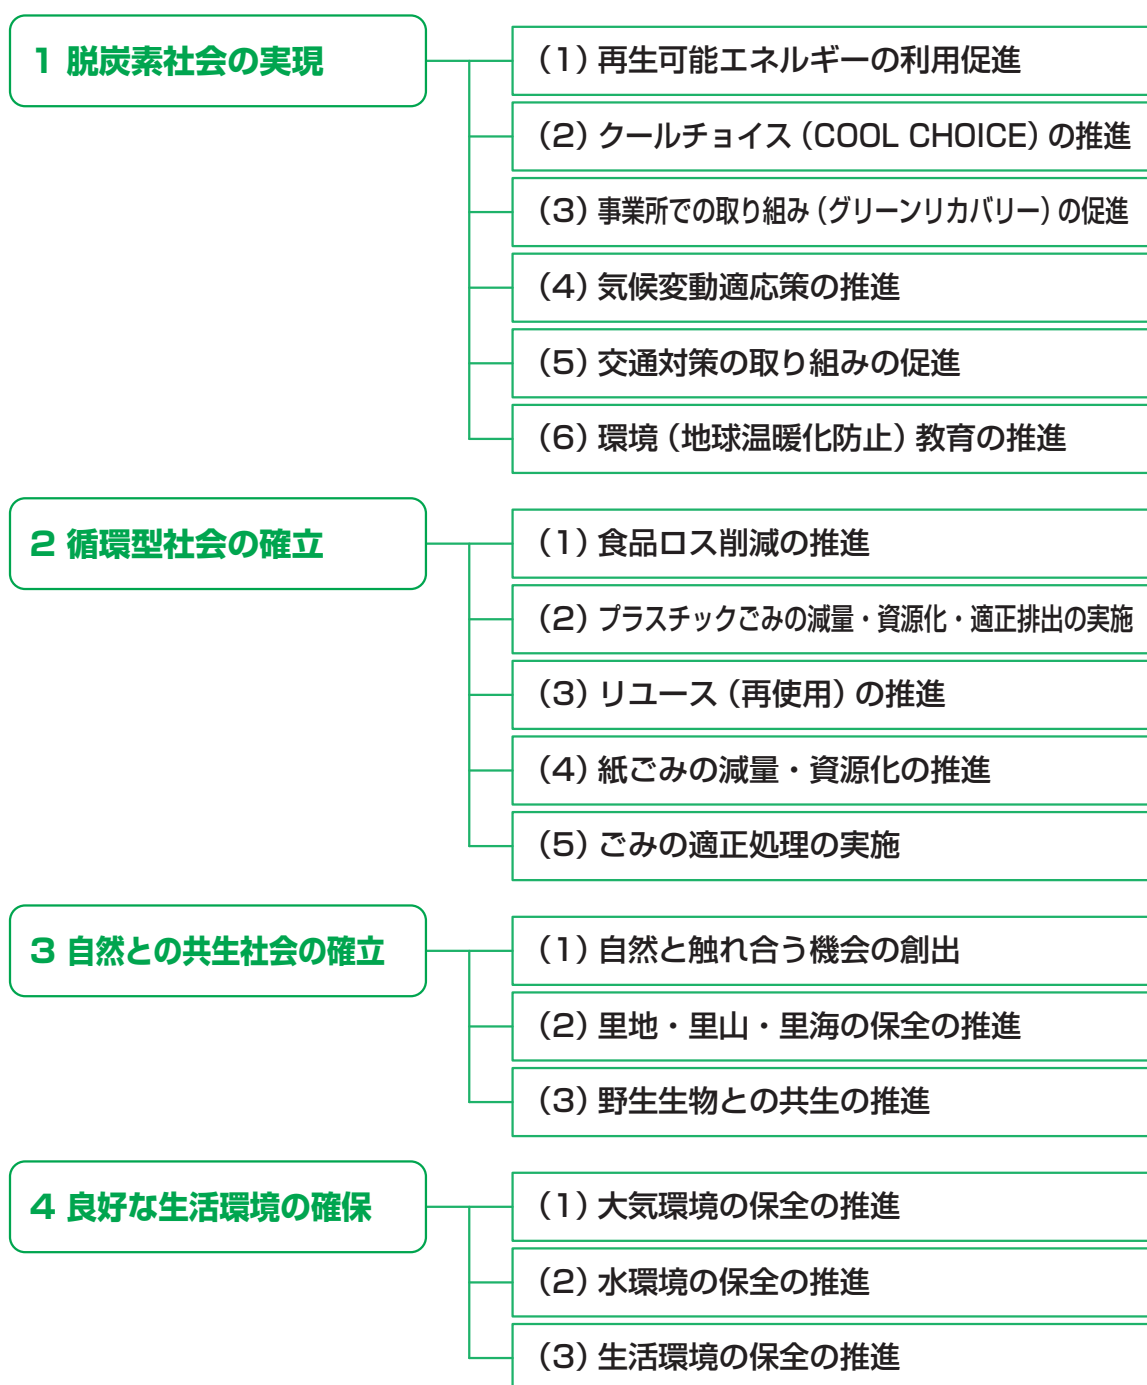 1 脱炭素社会の実現
（1）再生可能エネルギーの利用促進
（2）クールチョイス（COOL CHOICE）の推進
（3）事業所での取り組み（グリーンリカバリー）の促進
（4）気候変動適応策の推進
（5）交通対策の取り組みの促進
（6）環境（地球温暖化防止）教育の推進
2 循環型社会の確立
（1）食品ロス削減の推進
（2）プラスチックごみの減量・資源化・適正排出の実施
（3）リユース（再使用）の推進
（4）紙ごみの減量・資源化の推進
（5）ごみの適正処理の実施
3 自然との共生社会の確立
（1）自然と触れ合う機会の創出
（2）里地・里山・里海の保全の推進
（3）野生生物との共生の推進
4 良好な生活環境の確保
（1）大気環境の保全の推進
（2）水環境の保全の推進
（3）生活環境の保全の推進